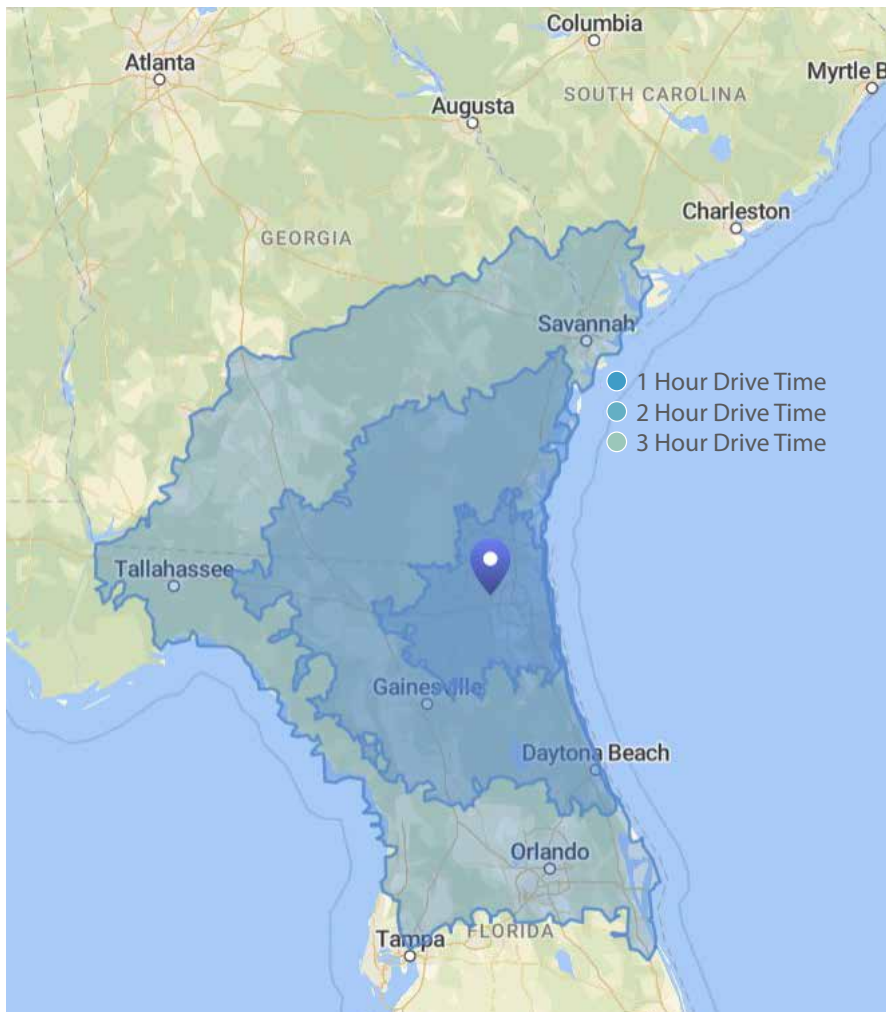 Columbia
Atlanta
Myrtle B
SOUTH CAROLINA
Augusta
Charleston
GEORGIA
Savannah
1 Hour Drive Time
2 Hour Drive Time
3 Hour Drive Time
Tallahassee
Gainesville
Daytona Beach
Orlando
FLORIDA
Tampa